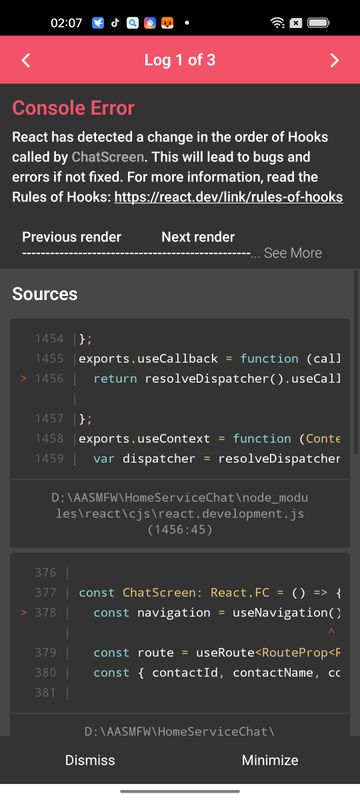 02:07
Log 1 of 3
Console Error
React has detected a change in the order of Hooks
called by ChatScreen. This will lead to bugs and
errors if not fixed. For more information, read the
Rules of Hooks: https://react.dev/link/rules-of-hooks
Previous render Next render
--------------------------------------------------... See More
Sources
1454 |};
1455 |exports.useCallback = function (call
> 1456 | return resolveDispatcher().useCall
|
1457 |};
1458 |exports.useContext = function (Conte
1459 | var dispatcher = resolveDispatcher
D:\AASMFW\HomeServiceChat\node_modu
les\react\cjs\react.development.js
(1456:45)
376 |
377 |const ChatScreen: React.FC = () => {
> 378 | const navigation = useNavigation()
| ^
379 | const route = useRoute<RouteProp<R
380 | const { contactId, contactName, co
381 |
D:\AASMFW\HomeServiceChat\
Dismiss Minimize